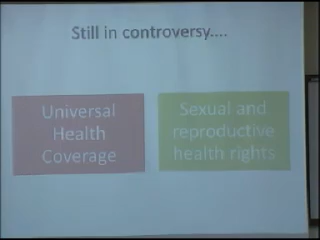 Still in controversy....
Universal
Health
Coverage
Sexual and
reproductive
health rights